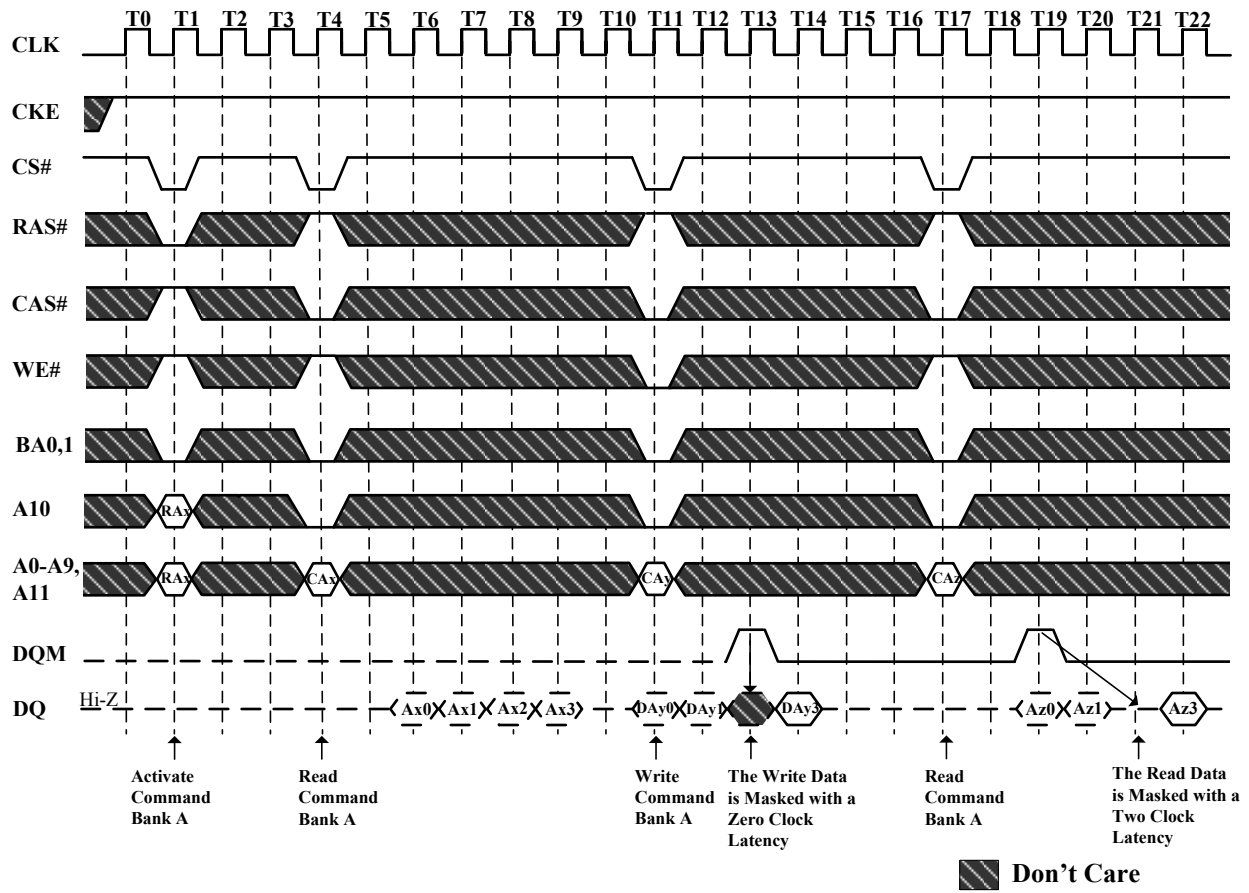 T0 T1 T2 T3 T4 T5 T6 T7 T8 T9 T10 T11 T12 T13 T14 T15 T16 T17 T18 T19 T20 T21 T22
CLK
CKE
CS#
RAS#
CAS#
WE#
BA0,1
A10 RAx
A0-A9,
A11 RAx CAx CAy CAz
DQM
DQ Hi-Z Ax0 Ax1 Ax2 Ax3 DAy0 DAy1 DAy3 Az0 Az1 Az3
Activate
Command
Bank A
Read
Command
Bank A
Write
Command
Bank A
The Write Data
is Masked with a
Zero Clock
Latency
Read
Command
Bank A
The Read Data
is Masked with a
Two Clock
Latency
Don't Care